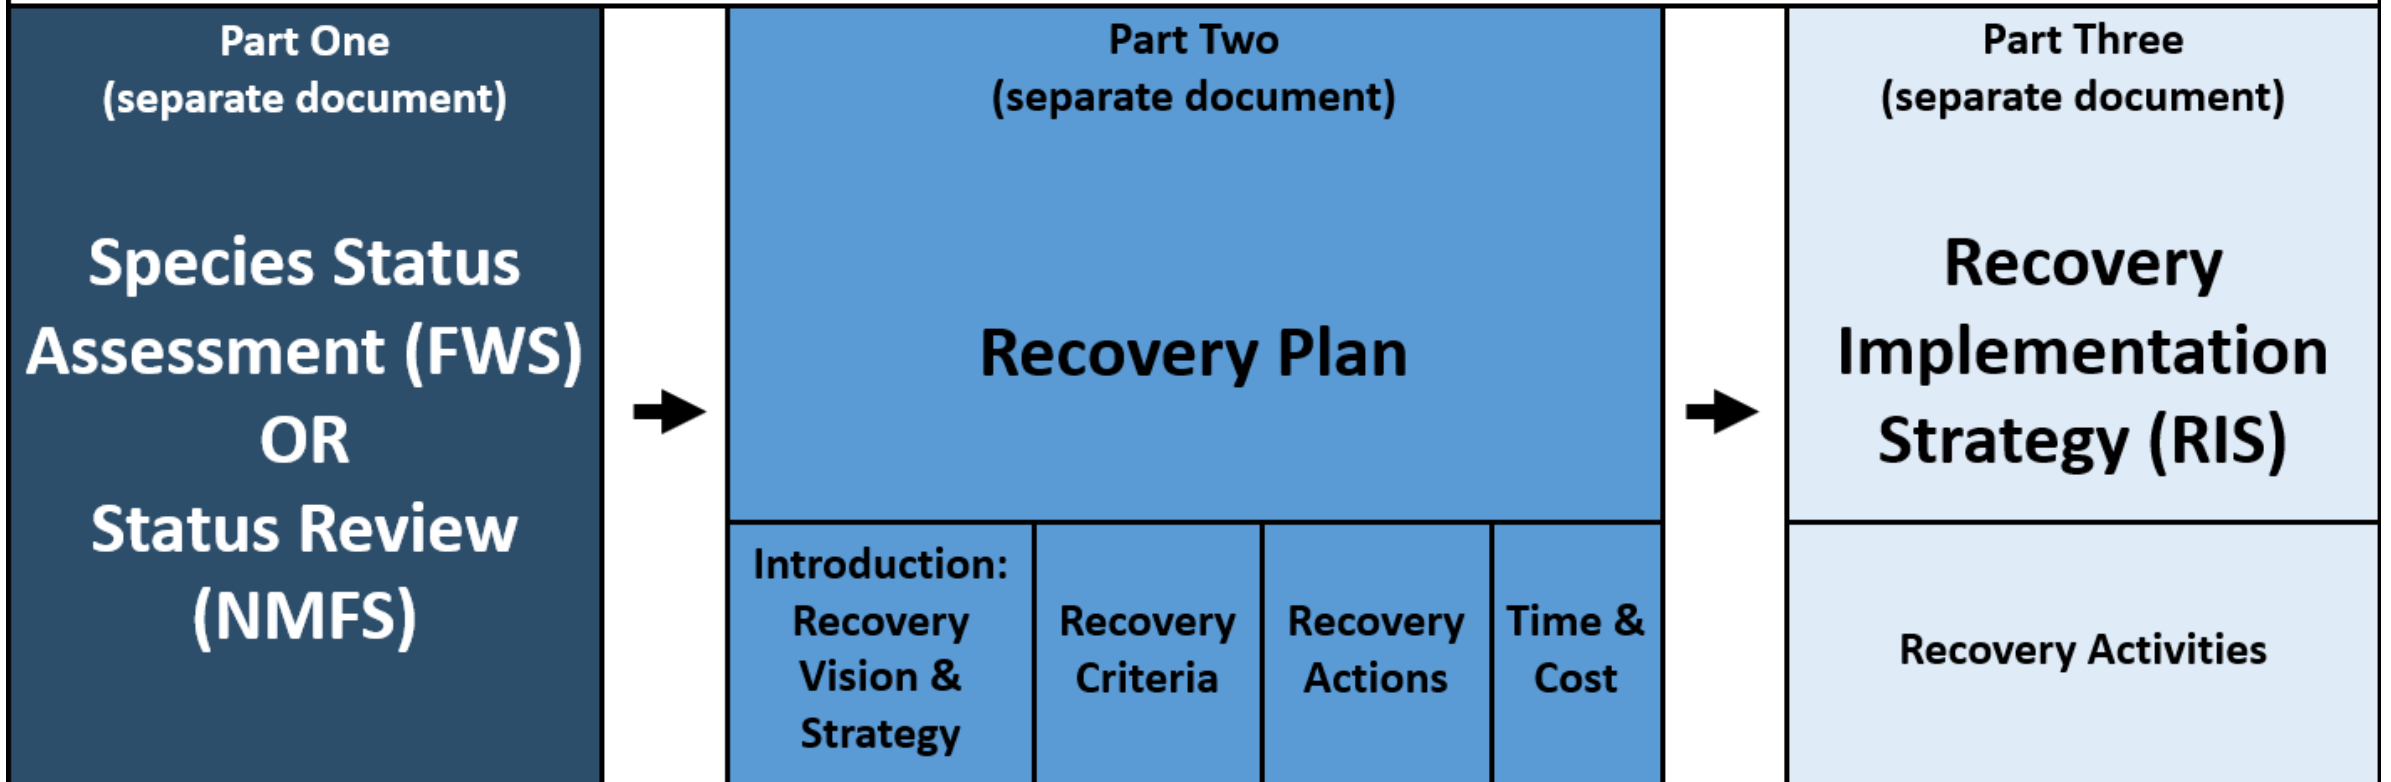 Part One
(separate document)
Species Status
Assessment (FWS)
OR
Status Review
(NMFS)
Part Two
(separate document)
Recovery Plan
Introduction:
Recovery
Vision &
Strategy
Recovery
Criteria
Recovery
Actions
Time &
Cost
Part Three
(separate document)
Recovery
Implementation
Strategy (RIS)
Recovery Activities